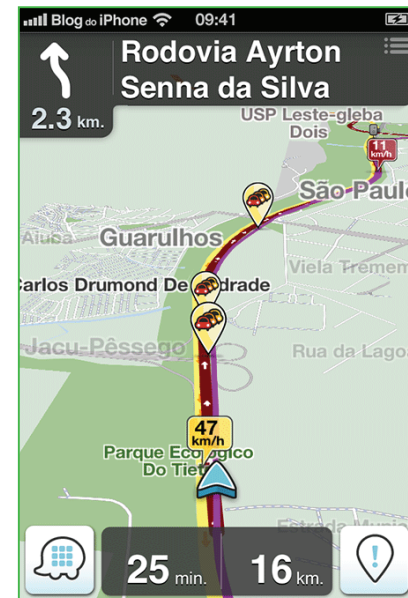 Blog do iPhone 09:41
Rodovia Ayrton
Senna da Silva
2.3 km.
USP Leste-gleba
Dois
11
km/h
São Paulo
Guarulhos
Viela Tremem
Carlos Drumond De Andrade
Jacu-Pêssego
Rua da Lago
47
km/h
Parque Ecológico
Do Tietê
Estrada Munic
25 min. 16 km.